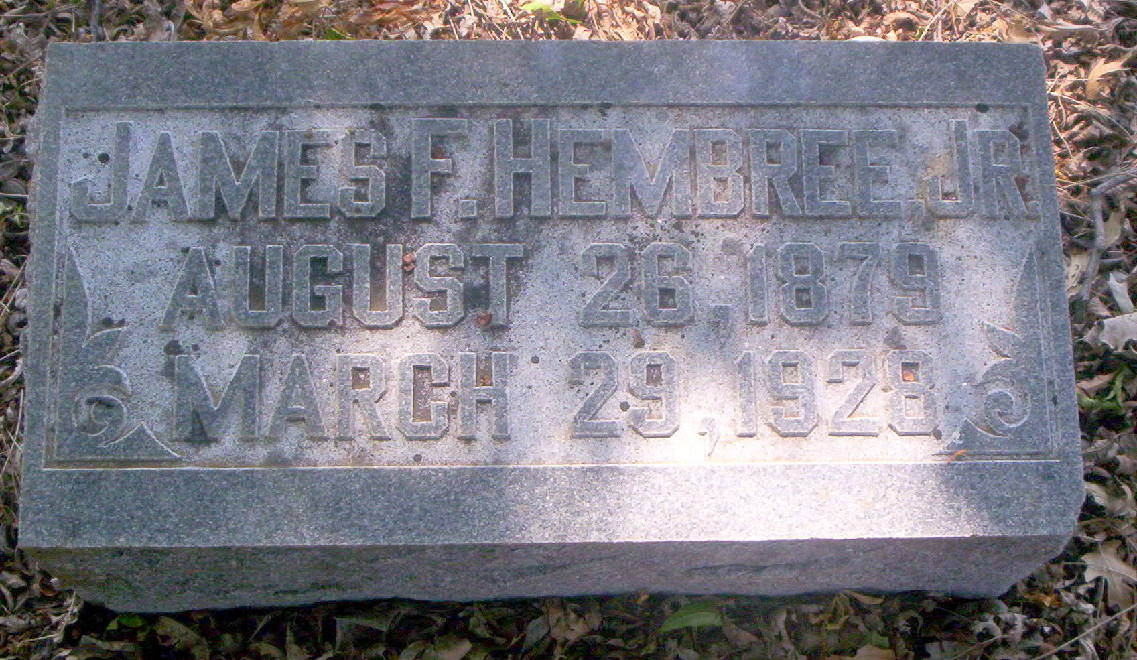 JAMES F. HEMBREE, JR.
AUGUST 26, 1879
MARCH 29, 1928